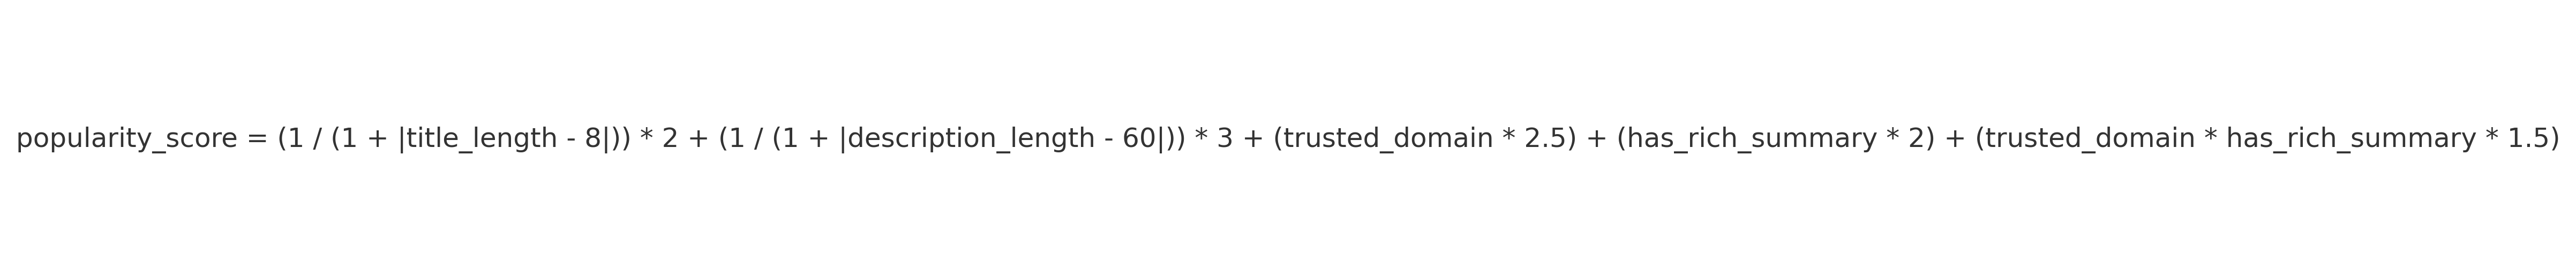 popularity_score = (1 / (1 + |title_length - 8|)) * 2 + (1 / (1 + |description_length - 60|)) * 3 + (trusted_domain * 2.5) + (has_rich_summary * 2) + (trusted_domain * has_rich_summary * 1.5)